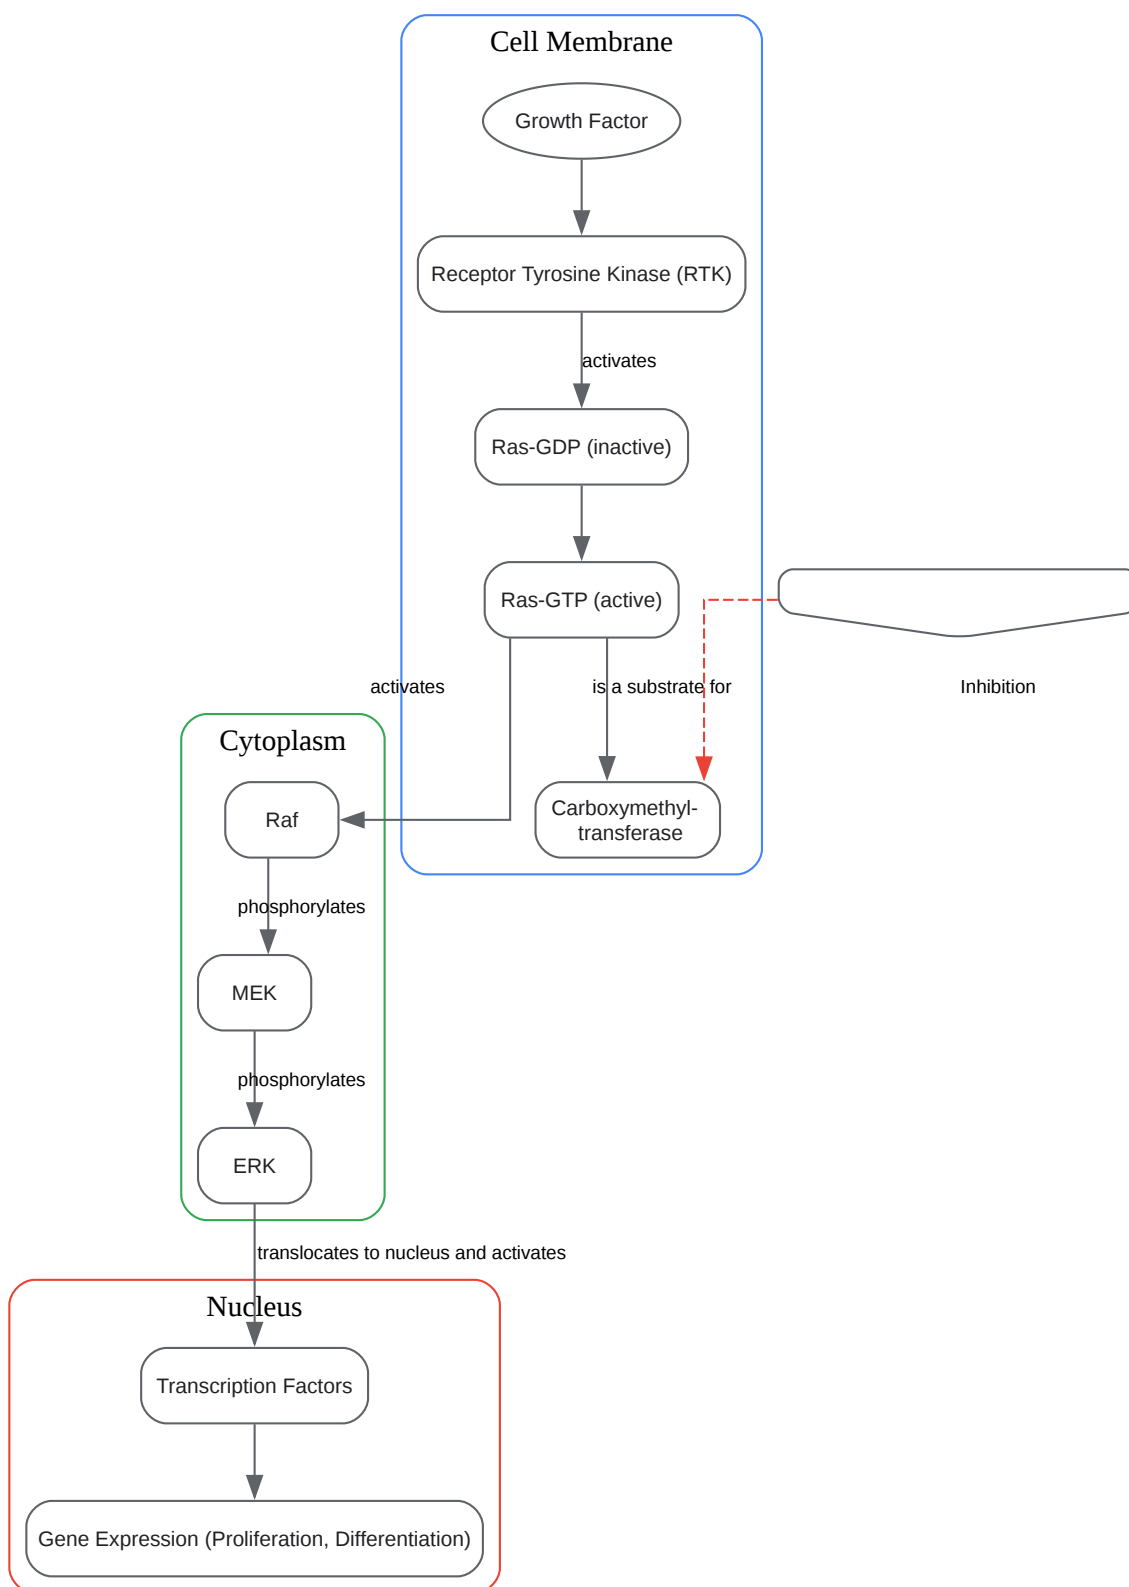 Cell Membrane
Growth Factor
Receptor Tyrosine Kinase (RTK)
activates
Ras-GDP (inactive)
Ras-GTP (active)
activates
is a substrate for
Inhibition
Cytoplasm
Raf
Carboxymethyl-
transferase
phosphorylates
MEK
phosphorylates
ERK
translocates to nucleus and activates
Nucleus
Transcription Factors
Gene Expression (Proliferation, Differentiation)